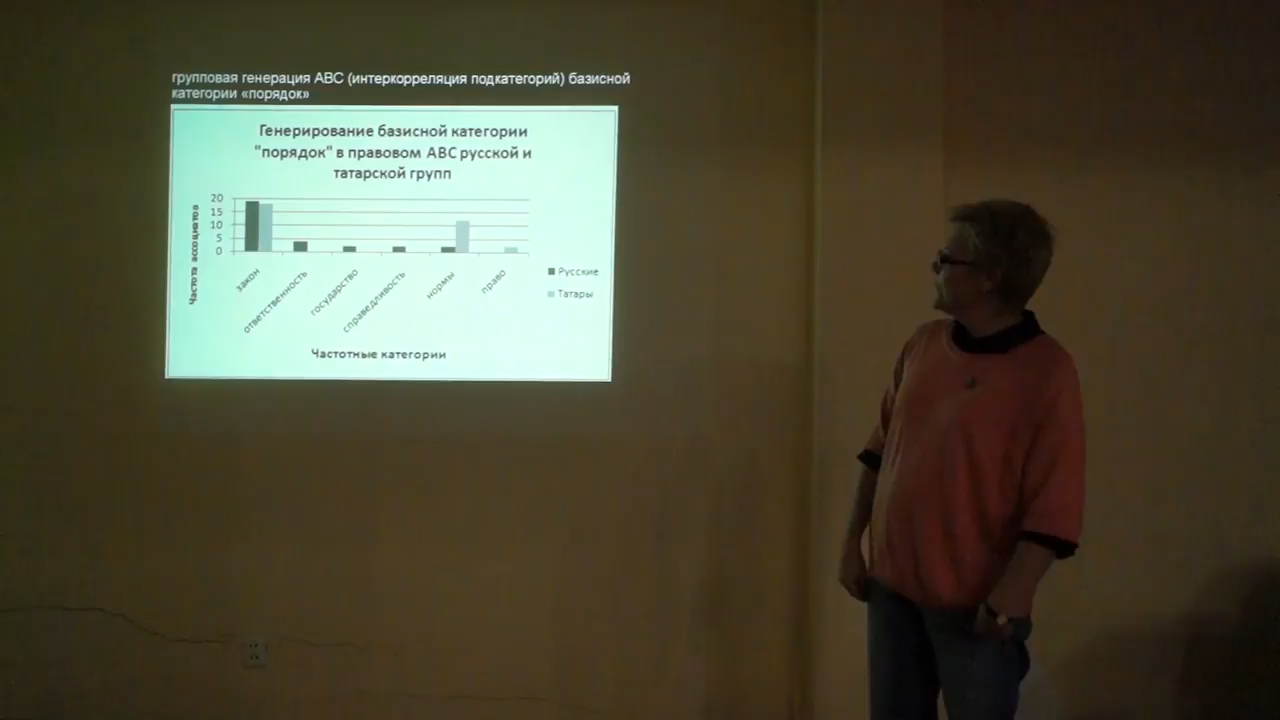 групповая генерация АВС (интеркорреляция подкатегорий) базисной
категории «порядок»
Генерирование базисной категории
"порядок" в правовом АВС русской и
татарской групп
Частота ассоциатов
20
15
10
5
0
закон
ответственность
государство
справедливость
нормы
право
Русские
Татары
Частотные категории